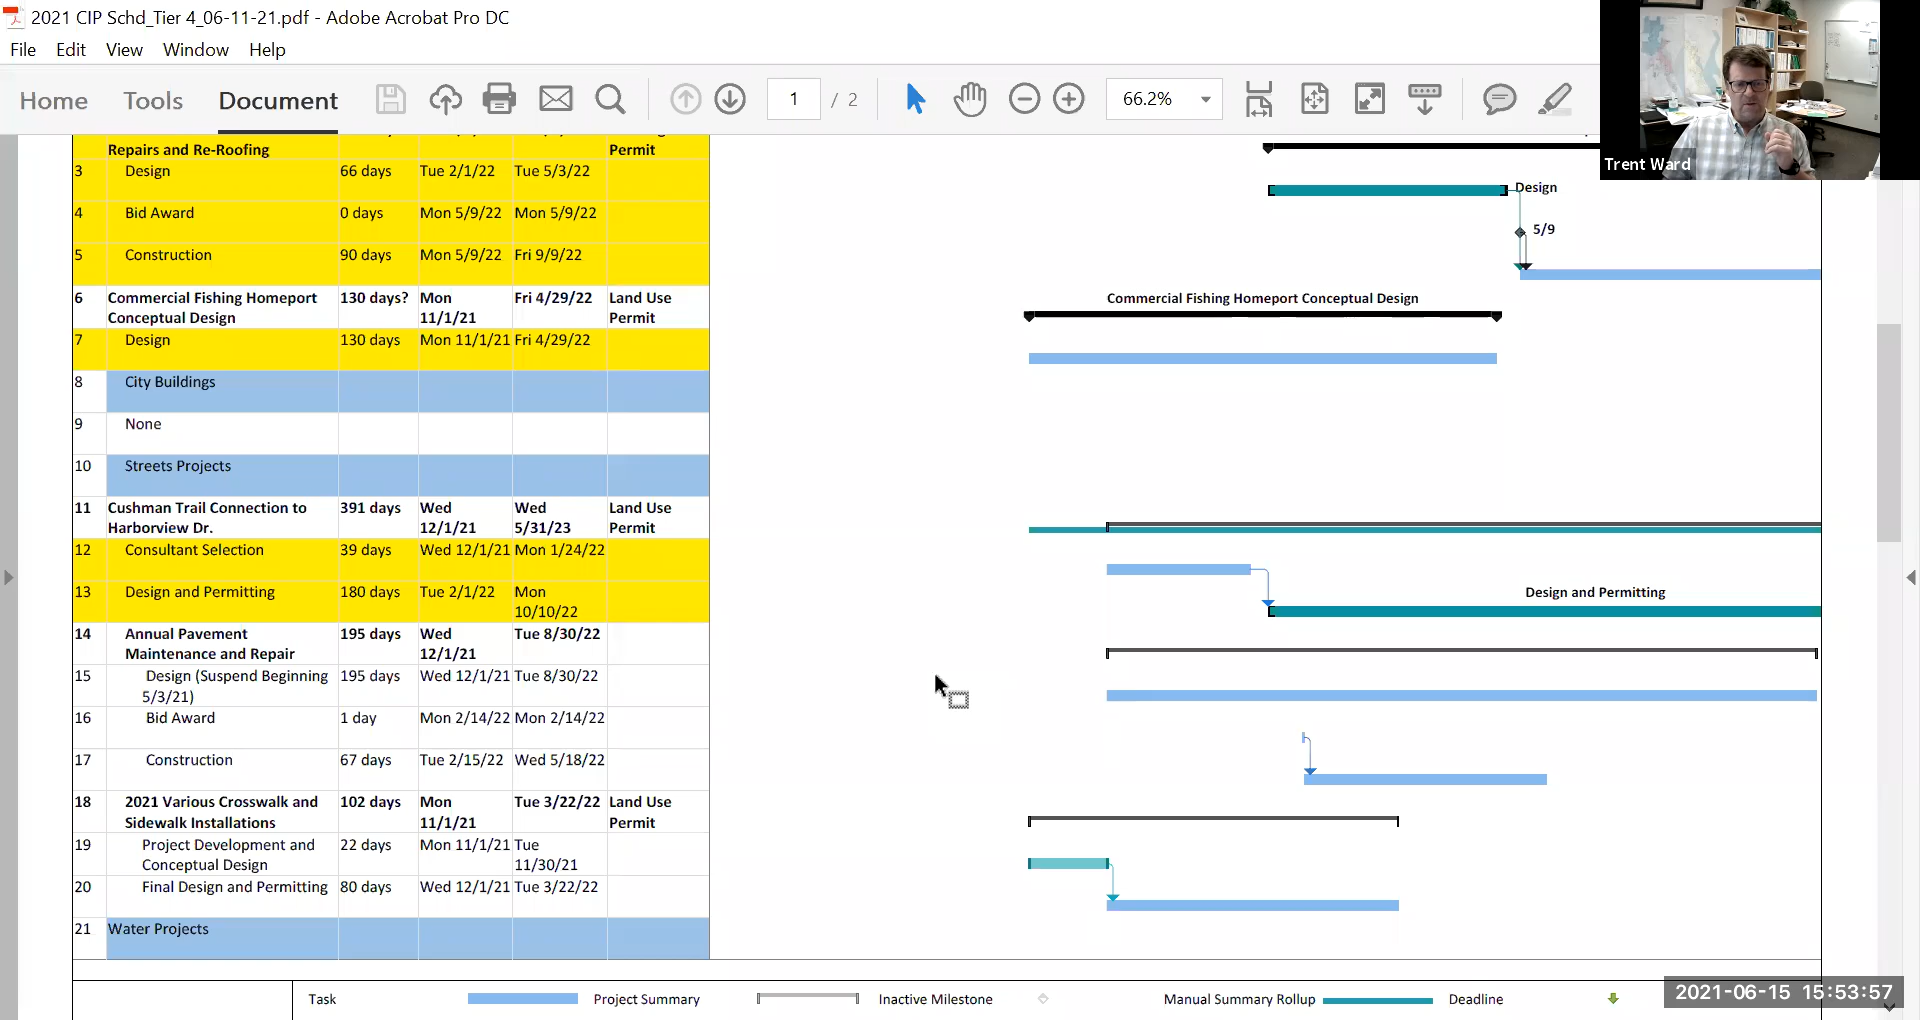 2021 CIP Schd_Tier 4_06-11-21.pdf - Adobe Acrobat Pro DC
File Edit View Window Help
Home Tools Document 1 / 2 66.2%
Trent Ward
Repairs and Re-Roofing Permit
3 Design 66 days Tue 2/1/22 Tue 5/3/22
Design
4 Bid Award 0 days Mon 5/9/22 Mon 5/9/22
5/9
5 Construction 90 days Mon 5/9/22 Fri 9/9/22
6 Commercial Fishing Homeport 130 days? Mon Fri 4/29/22 Land Use
Conceptual Design 11/1/21 Permit
Commercial Fishing Homeport Conceptual Design
7 Design 130 days Mon 11/1/21 Fri 4/29/22
8 City Buildings
9 None
10 Streets Projects
11 Cushman Trail Connection to 391 days Wed Wed Land Use
Harborview Dr. 12/1/21 5/31/23 Permit
12 Consultant Selection 39 days Wed 12/1/21 Mon 1/24/22
13 Design and Permitting 180 days Tue 2/1/22 Mon
10/10/22
Design and Permitting
14 Annual Pavement 195 days Wed Tue 8/30/22
Maintenance and Repair 12/1/21
15 Design (Suspend Beginning 195 days Wed 12/1/21 Tue 8/30/22
5/3/21)
16 Bid Award 1 day Mon 2/14/22 Mon 2/14/22
17 Construction 67 days Tue 2/15/22 Wed 5/18/22
18 2021 Various Crosswalk and 102 days Mon Tue 3/22/22 Land Use
Sidewalk Installations 11/1/21 Permit
19 Project Development and 22 days Mon 11/1/21 Tue
Conceptual Design 11/30/21
20 Final Design and Permitting 80 days Wed 12/1/21 Tue 3/22/22
21 Water Projects
Task Project Summary Inactive Milestone Manual Summary Rollup Deadline
2021-06-15 15:53:57